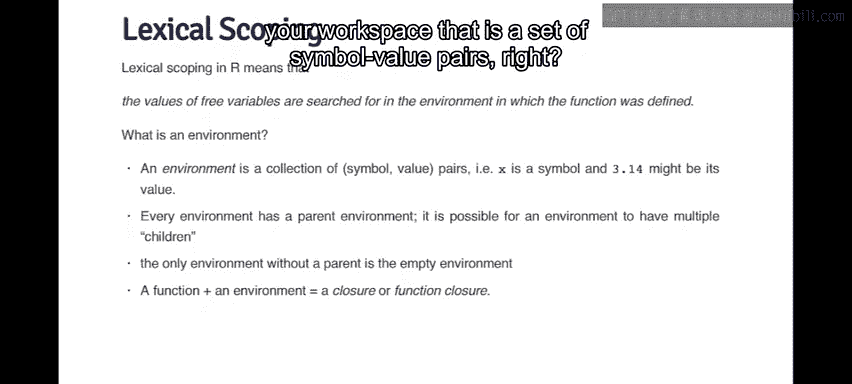 Lexical Scoping
your workspace that is a set of
symbol-value pairs, right?
Lexical scoping in R means that
the values of free variables are searched for in the environment in which the function was defined.
What is an environment?
· An environment is a collection of (symbol, value) pairs, i.e. x is a symbol and 3.14 might be its
value.
· Every environment has a parent environment; it is possible for an environment to have multiple
“children”
· the only environment without a parent is the empty environment
· A function + an environment = a closure or function closure.